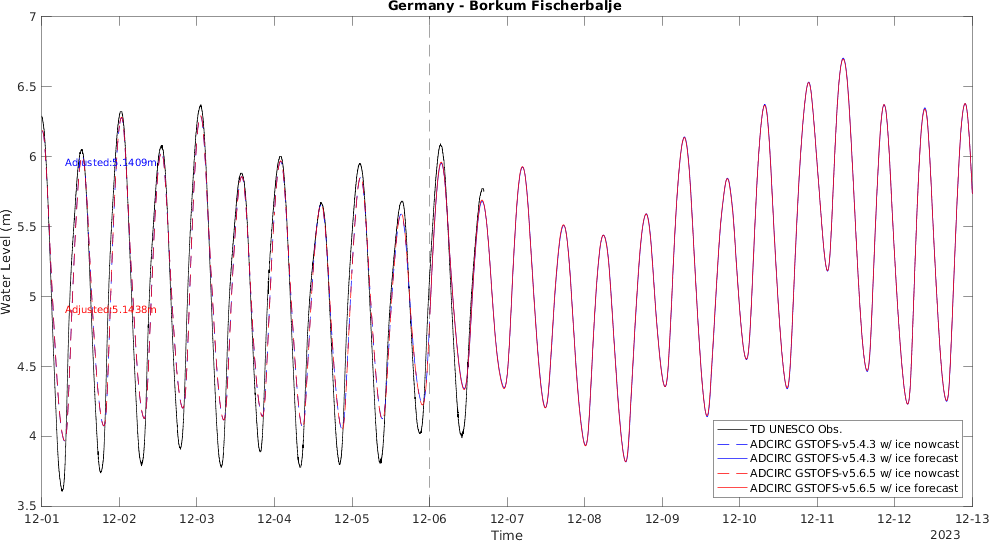 Germany - Borkum Fischerbalje
7
6.5
6
5.5
5
4.5
4
3.5
Water Level (m)
Adjusted:5.1409m
Adjusted:5.1438m
TD UNESCO Obs.
ADCIRC GSTOFS-v5.4.3 w/ ice nowcast
ADCIRC GSTOFS-v5.4.3 w/ ice forecast
ADCIRC GSTOFS-v5.6.5 w/ ice nowcast
ADCIRC GSTOFS-v5.6.5 w/ ice forecast
12-01 12-02 12-03 12-04 12-05 12-06 12-07 12-08 12-09 12-10 12-11 12-12 12-13
Time
2023